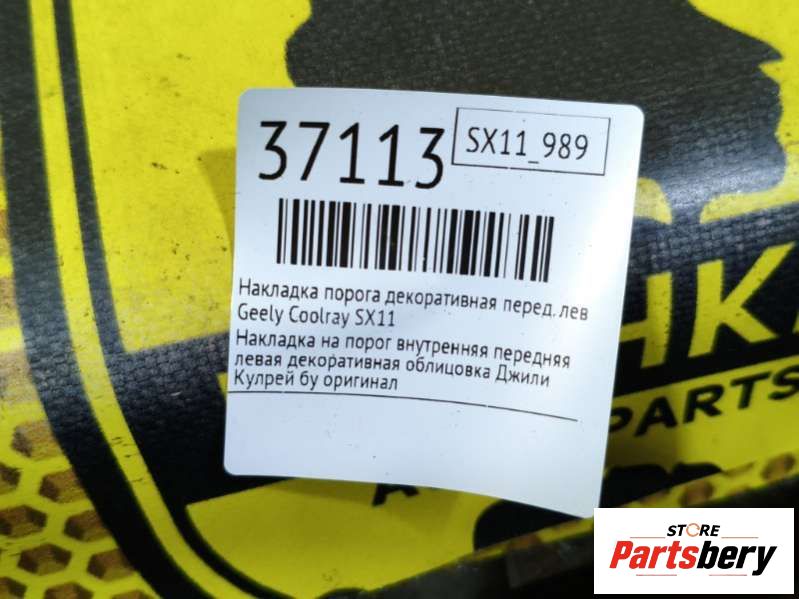 37113
SX11_989
Накладка порога декоративная перед. лев
Geely Coolray SX11
Накладка на порог внутренняя передняя
левая декоративная облицовка Джили
Кулрей бу оригинал
PARTS
STORE
Partsbery